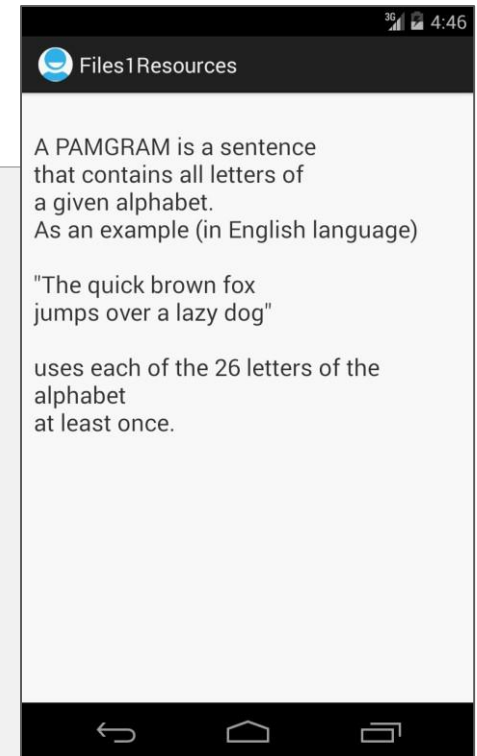 3G 4:46
Files1Resources
A PAMGRAM is a sentence
that contains all letters of
a given alphabet.
As an example (in English language)
"The quick brown fox
jumps over a lazy dog"
uses each of the 26 letters of the
alphabet
at least once.